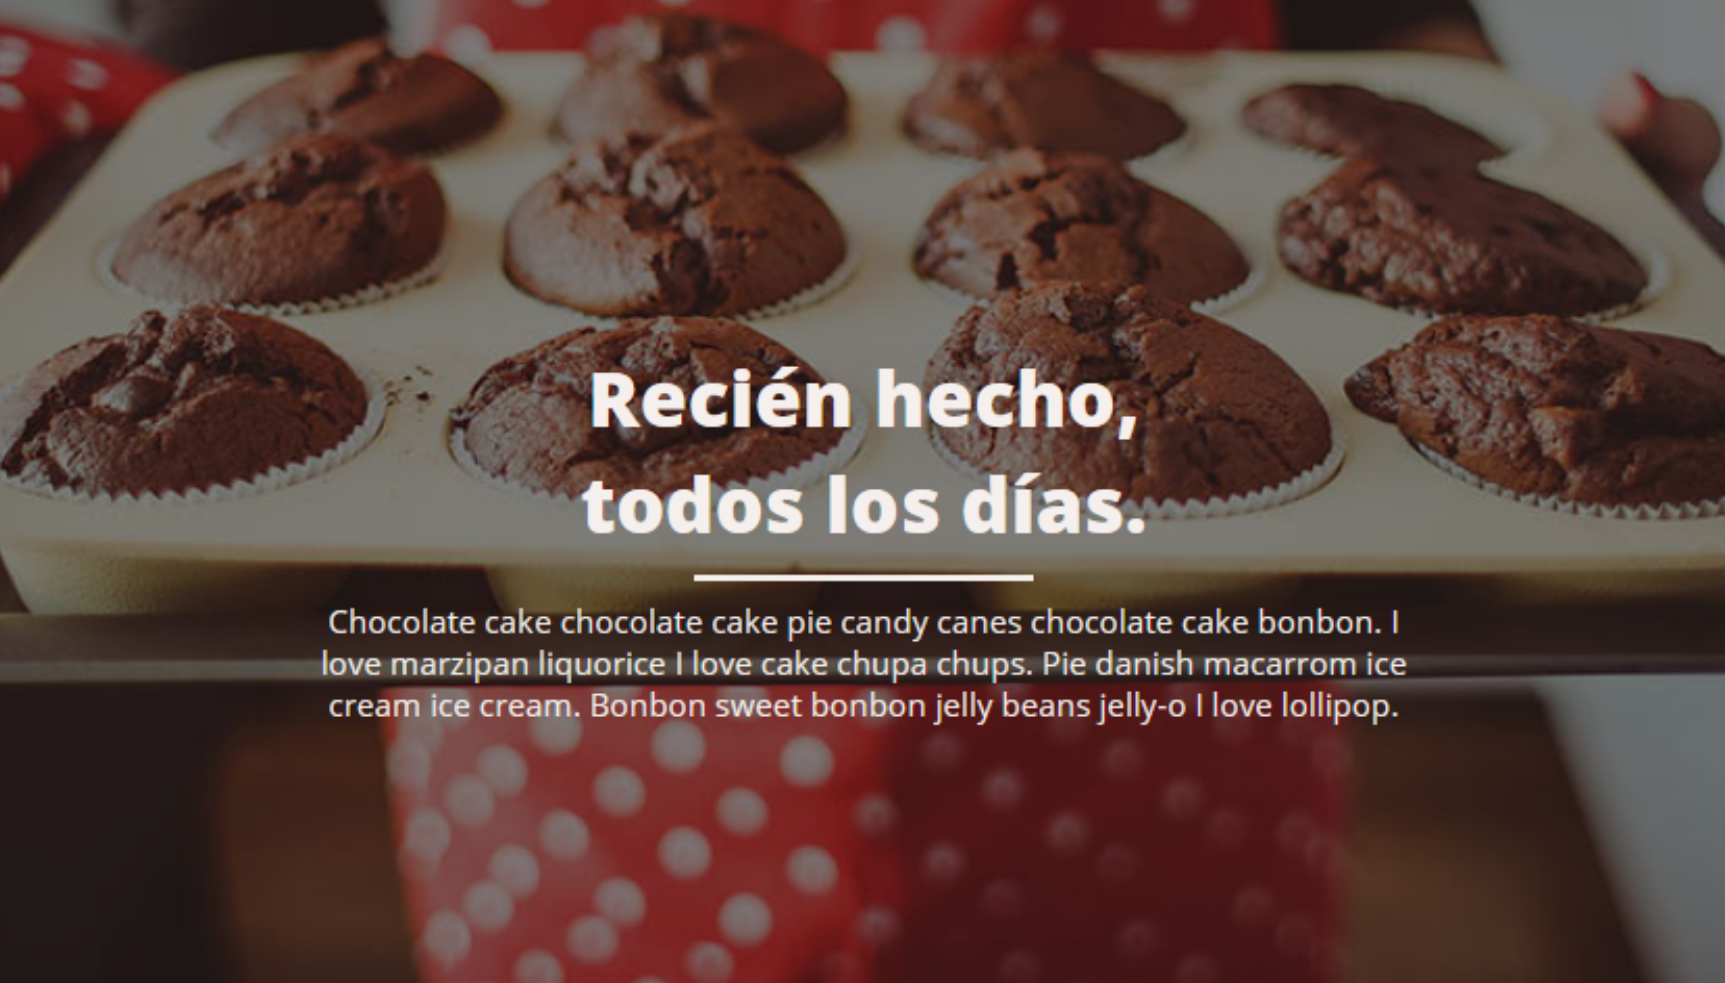 Recién hecho,
todos los días.
Chocolate cake chocolate cake pie candy canes chocolate cake bonbon. I
love marzipan liquorice I love cake chupa chups. Pie danish macarrom ice
cream ice cream. Bonbon sweet bonbon jelly beans jelly-o I love lollipop.